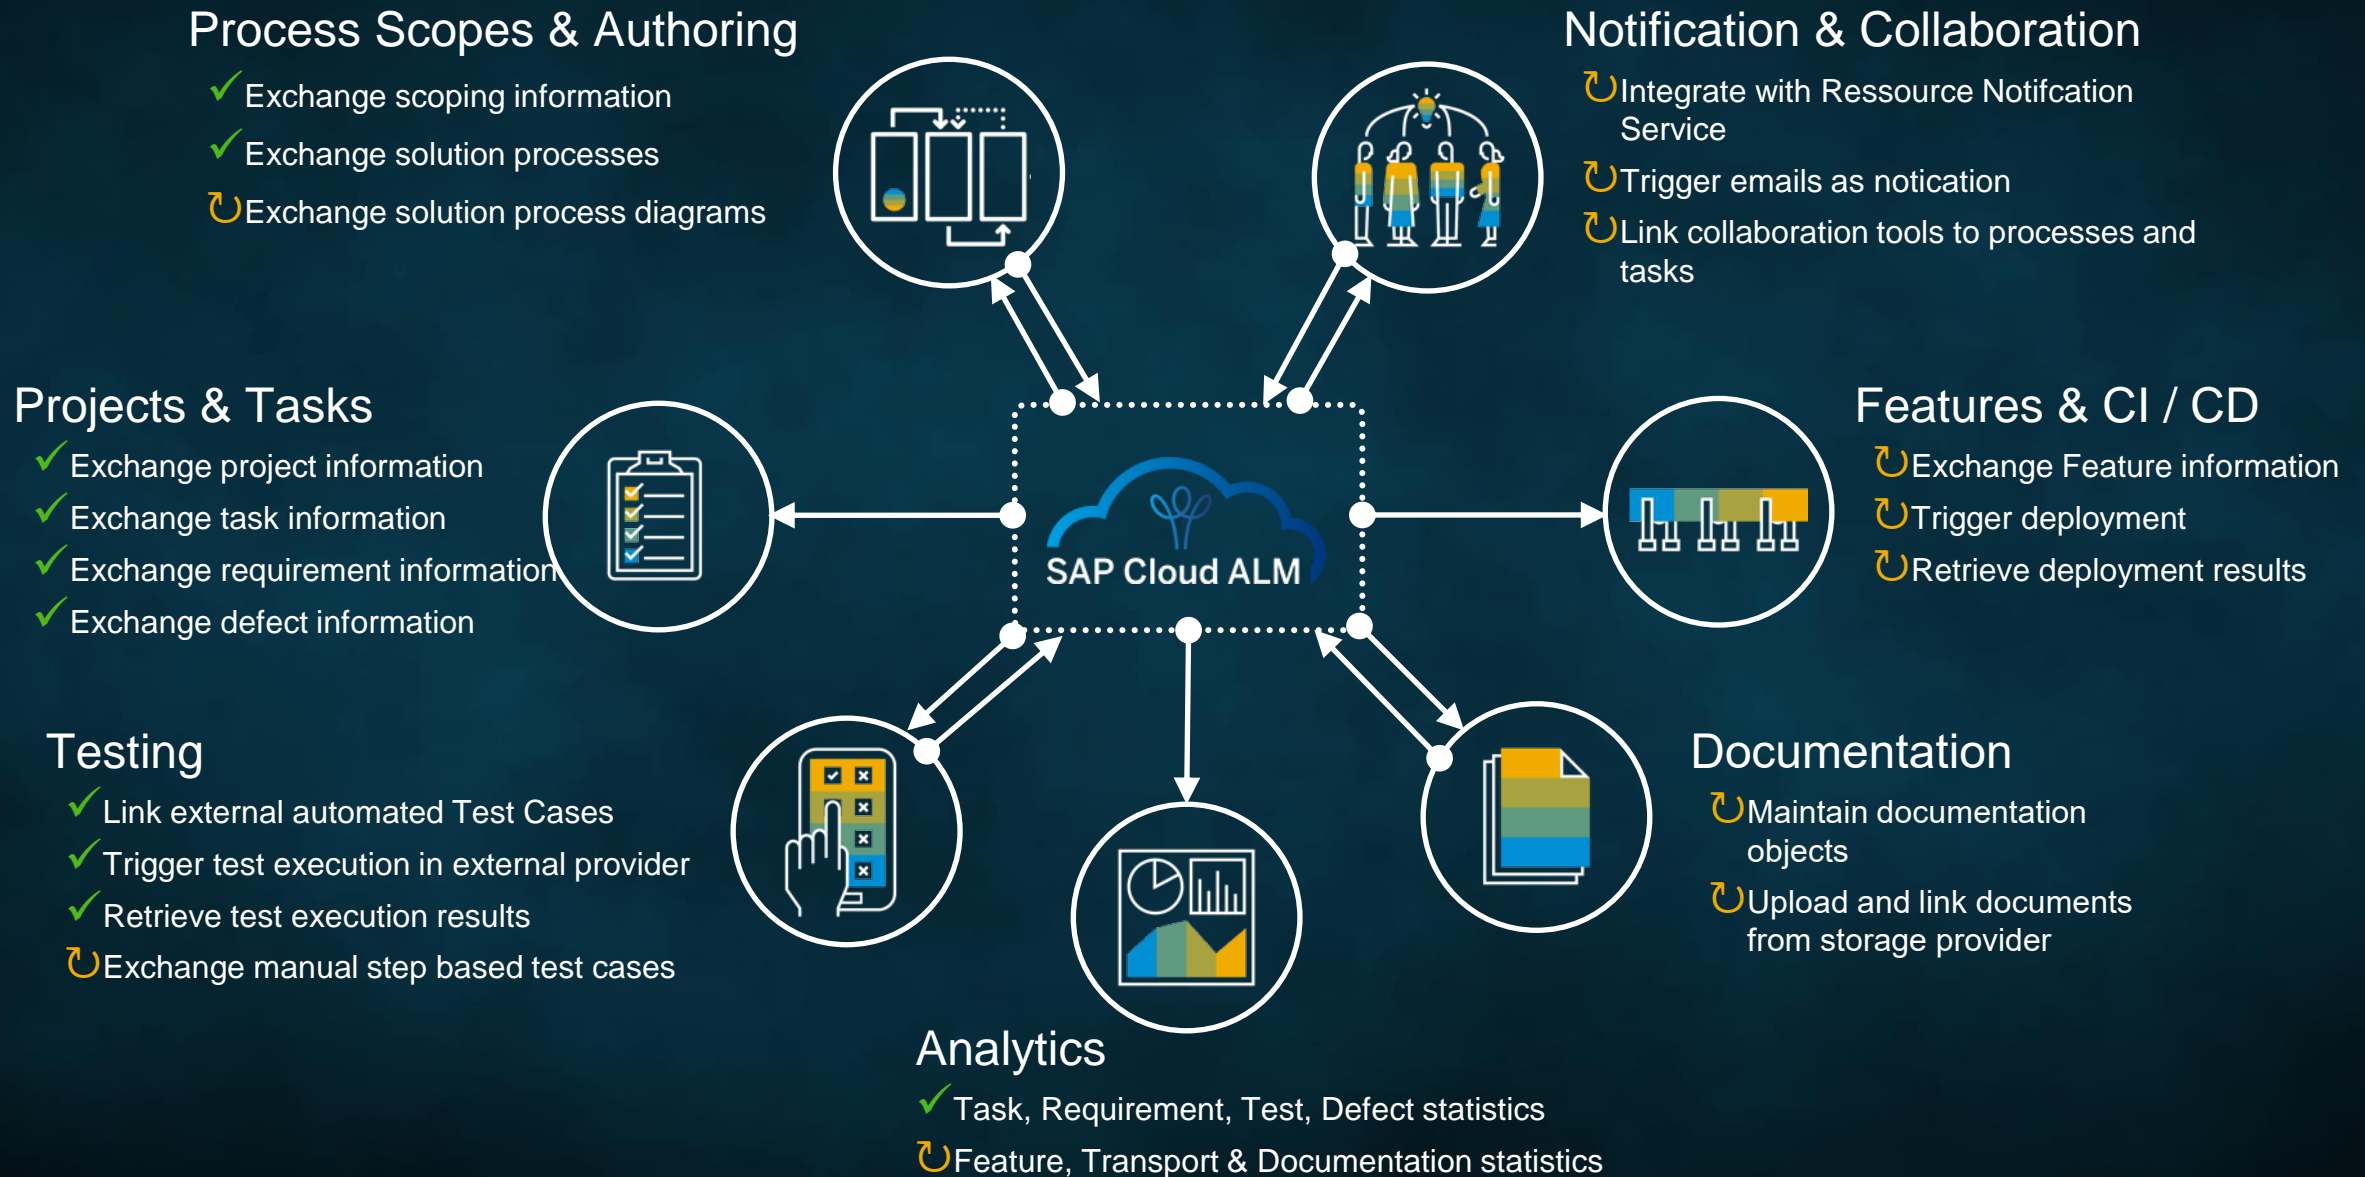 Process Scopes & Authoring
Exchange scoping information
Exchange solution processes
Exchange solution process diagrams
Notification & Collaboration
Integrate with Ressource Notifcation
Service
Trigger emails as notication
Link collaboration tools to processes and
tasks
Projects & Tasks
Exchange project information
Exchange task information
Exchange requirement information
Exchange defect information
SAP Cloud ALM
Features & CI / CD
Exchange Feature information
Trigger deployment
Retrieve deployment results
Testing
Link external automated Test Cases
Trigger test execution in external provider
Retrieve test execution results
Exchange manual step based test cases
Documentation
Maintain documentation
objects
Upload and link documents
from storage provider
Analytics
Task, Requirement, Test, Defect statistics
Feature, Transport & Documentation statistics